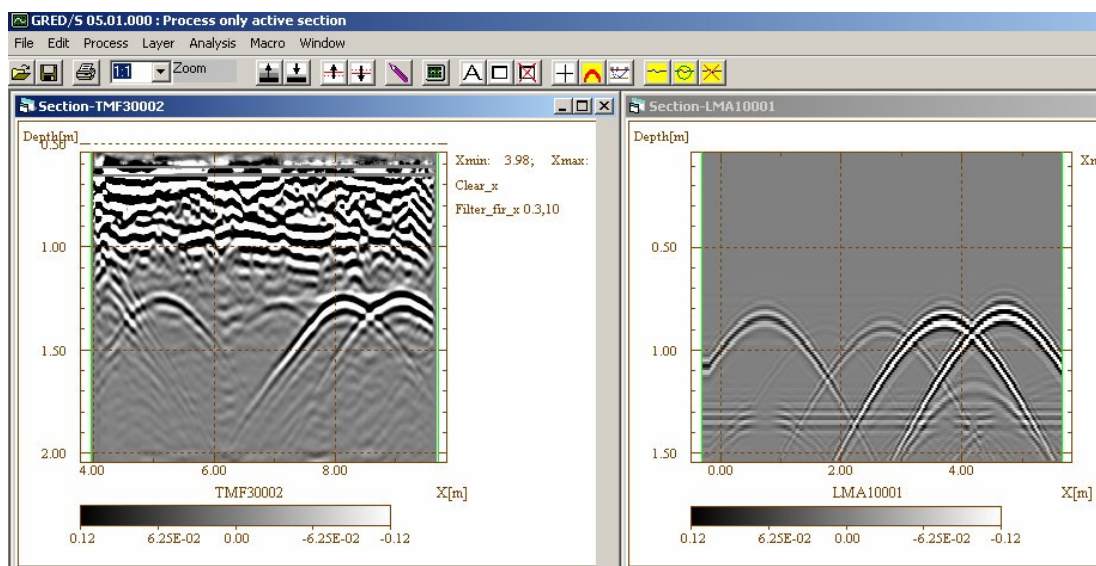 GRED/S 05.01.000 : Process only active section
File Edit Process Layer Analysis Macro Window
1:1 Zoom A
Section-TMF30002
Depth[m]
0.50
Xmin: 3.98; Xmax:
Clear_x
Filter_fir_x 0.3,10
1.00
1.50
2.00
4.00 6.00 8.00
TMF30002 X[m]
0.12 6.25E-02 0.00 -6.25E-02 -0.12
Section-LMA10001
Depth[m]
0.50
1.00
1.50
0.00 2.00 4.00
LMA10001 X[m]
0.12 6.25E-02 0.00 -6.25E-02 -0.12